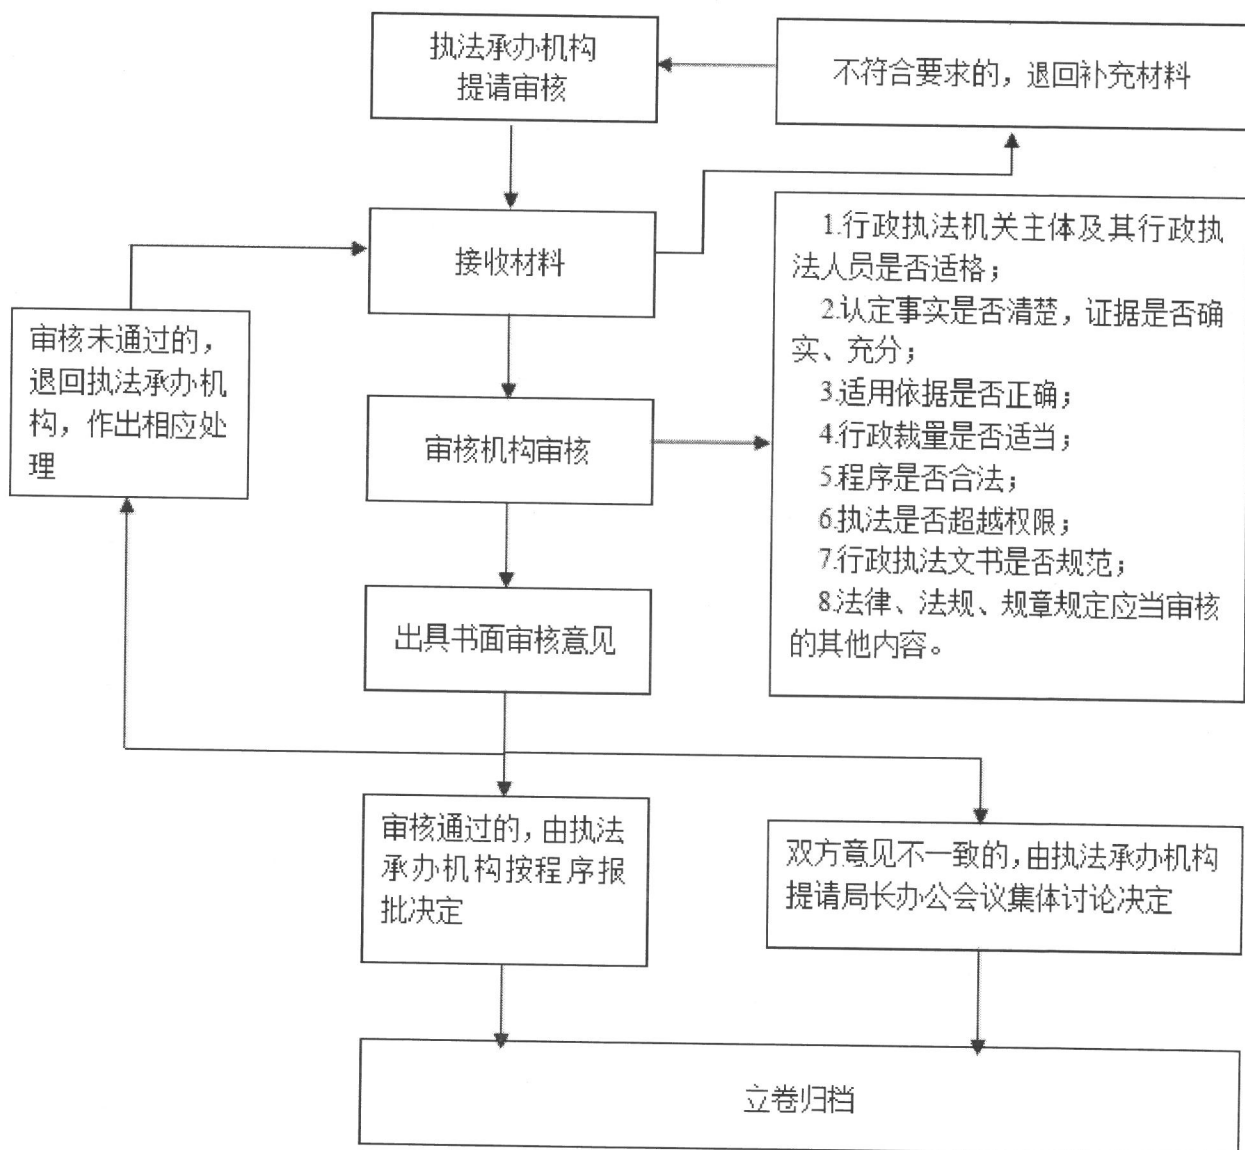 执法承办机构
提请审核
不符合要求的，退回补充材料
接收材料
1.行政执法机关主体及其行政执
法人员是否适格；
2.认定事实是否清楚，证据是否确
实、充分；
3.适用依据是否正确；
4.行政裁量是否适当；
5.程序是否合法；
6.执法是否超越权限；
7.行政执法文书是否规范；
8.法律、法规、规章规定应当审核
的其他内容。
审核未通过的，
退回执法承办机
构，作出相应处
理
审核机构审核
出具书面审核意见
审核通过的，由执法
承办机构按程序报
批决定
双方意见不一致的，由执法承办机构
提请局长办公会议集体讨论决定
立卷归档